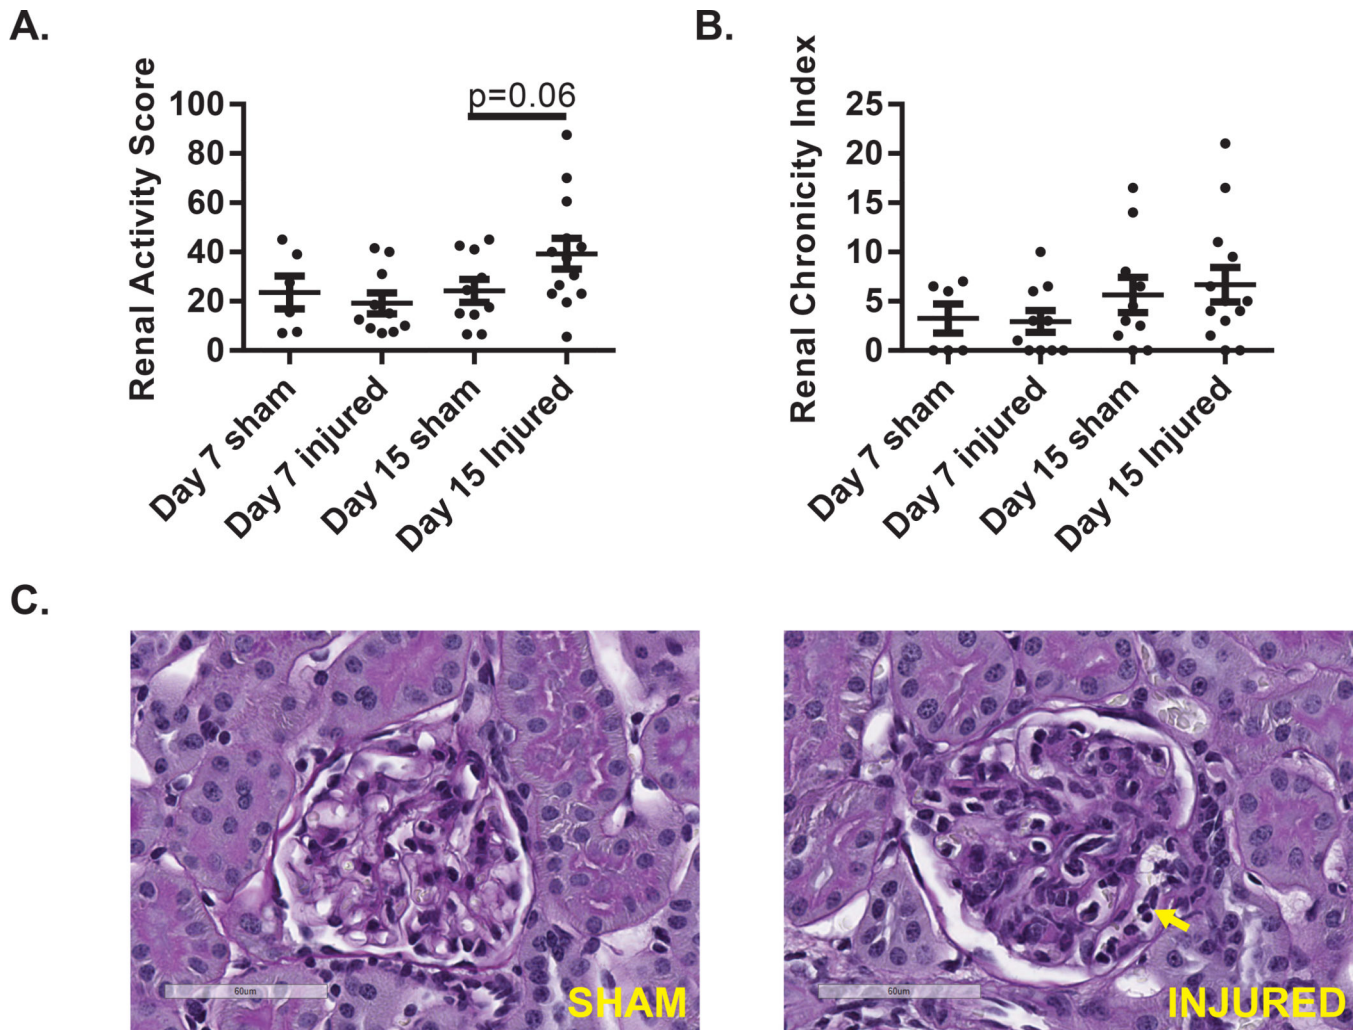 A.
B.
Renal Activity Score
100
80
60
40
20
0
p=0.06
Day 7 sham
Day 7 injured
Day 15 sham
Day 15 Injured
Renal Chronicity Index
25
20
15
10
5
0
Day 7 sham
Day 7 injured
Day 15 sham
Day 15 Injured
C.
60um
SHAM
60um
INJURED